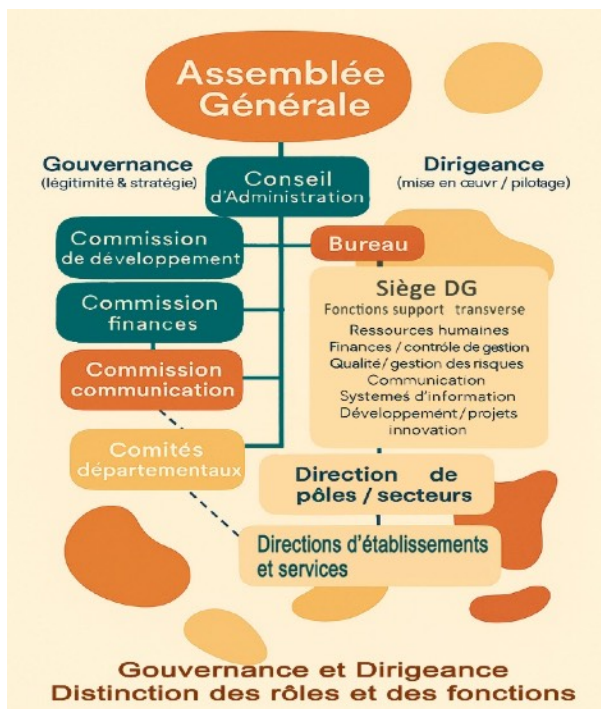 Assemblée
Générale
Gouvernance
(légitimité & stratégie)
Conseil
d'Administration
Dirigeance
(mise en œuvr / pilotage)
Commission
de développement
Bureau
Commission
finances
Commission
communication
Comités
départementaux
Siège DG
Fonctions support transverse
Ressources humaines
Finances / contrôle de gestion
Qualité / gestion des risques
Communication
Systemes d'information
Développement / projets
innovation
Direction de
pôles / secteurs
Directions d'établissements
et services
Gouvernance et Dirigeance
Distinction des rôles et des fonctions